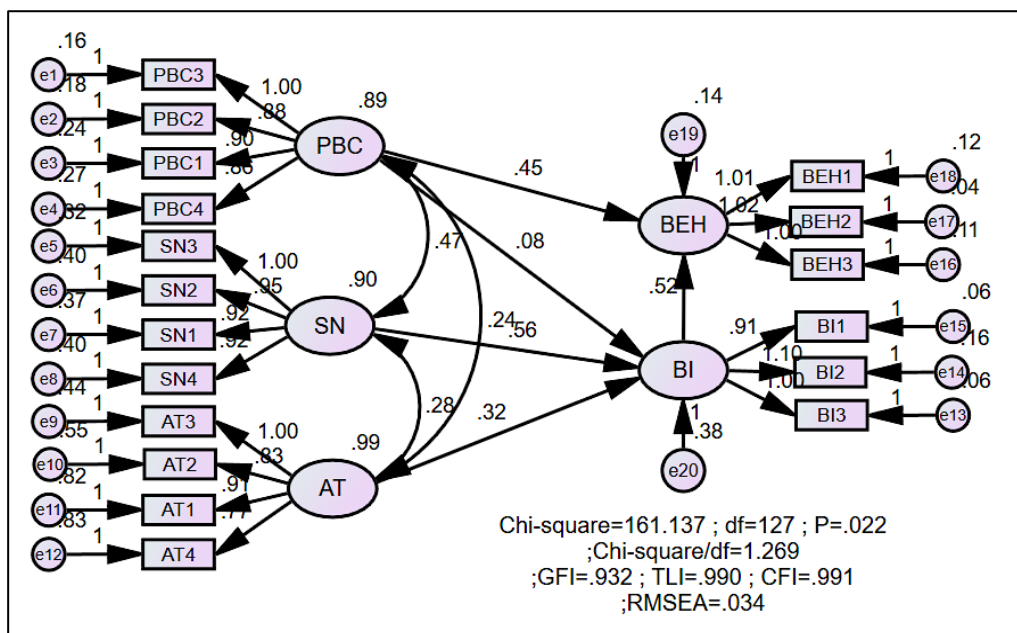 .16
e1 1 PBC3
.18
e2 1 PBC2
.24
e3 1 PBC1
.27
e4 1 PBC4
.32
e5 1 SN3
.40
e6 1 SN2
.37
e7 1 SN1
.40
e8 1 SN4
.44
e9 1 AT3
.55
e10 1 AT2
.82
e11 1 AT1
.83
e12 1 AT4
1.00
.88
.90
.86
.89
PBC
1.00
.95
.92
.92
.90
SN
1.00
.83
.91
.77
.99
AT
.47
.24
.28
.45
.08
.56
.32
.52
.14
e19
1
BEH
1.01
1.02
1.00
BEH1 1 e18
.12
BEH2 1 e17
.04
BEH3 1 e16
.11
BI
.91
1.10
1.00
BI1 1 e15
.06
BI2 1 e14
.16
BI3 1 e13
.06
1
.38
e20
Chi-square=161.137 ; df=127 ; P=.022
;Chi-square/df=1.269
;GFI=.932 ; TLI=.990 ; CFI=.991
;RMSEA=.034